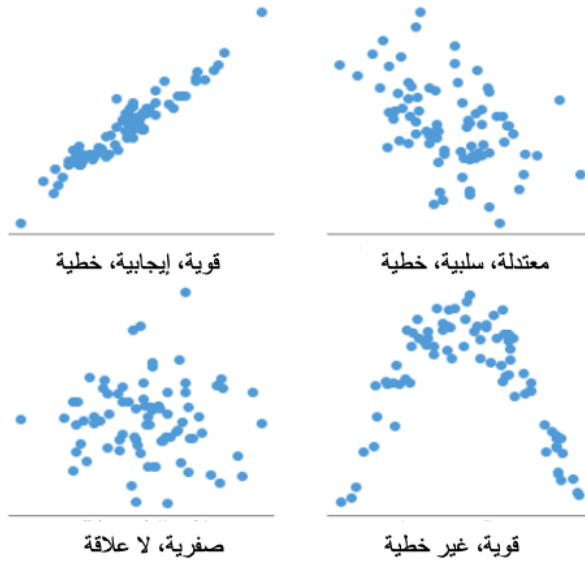 قوية، إيجابية، خطية
معتدلة، سلبية، خطية
صفرية، لا علاقة
قوية، غير خطية